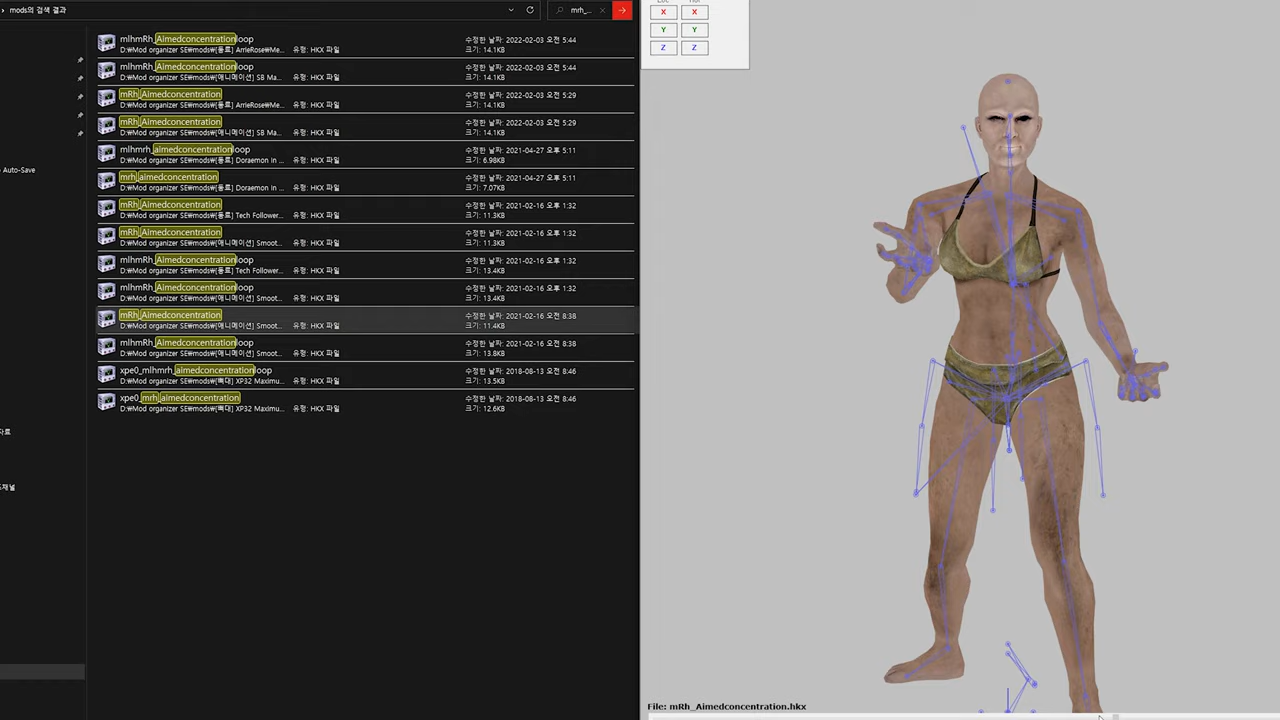 mods의 검색 결과
mrh_...
mlhmRh_Aimedconcentrationloop
수정한 날짜: 2022-02-03 오전 5:44
D:₩Mod organizer SE₩mods₩[동료] ArrieRose₩Me... 유형: HKX 파일
크기: 14.1KB
mlhmRh_Aimedconcentrationloop
수정한 날짜: 2022-02-03 오전 5:44
D:₩Mod organizer SE₩mods₩[애니메이션] SB Ma... 유형: HKX 파일
크기: 14.1KB
mRh_Aimedconcentration
수정한 날짜: 2022-02-03 오전 5:29
D:₩Mod organizer SE₩mods₩[동료] ArrieRose₩Me... 유형: HKX 파일
크기: 14.1KB
mRh_Aimedconcentration
수정한 날짜: 2022-02-03 오전 5:29
D:₩Mod organizer SE₩mods₩[애니메이션] SB Ma... 유형: HKX 파일
크기: 14.1KB
mlhmrh_aimedconcentrationloop
수정한 날짜: 2021-04-27 오전 5:11
D:₩Mod organizer SE₩mods₩[동료] Doraemon in ... 유형: HKX 파일
크기: 6.98KB
mrh_aimedconcentration
수정한 날짜: 2021-04-27 오전 5:11
D:₩Mod organizer SE₩mods₩[동료] Doraemon in ... 유형: HKX 파일
크기: 7.07KB
mRh_Aimedconcentration
수정한 날짜: 2021-02-16 오후 1:32
D:₩Mod organizer SE₩mods₩[동료] Tech Follower... 유형: HKX 파일
크기: 11.3KB
mRh_Aimedconcentration
수정한 날짜: 2021-02-16 오후 1:32
D:₩Mod organizer SE₩mods₩[애니메이션] Smoot... 유형: HKX 파일
크기: 11.3KB
mlhmRh_Aimedconcentrationloop
수정한 날짜: 2021-02-16 오후 1:32
D:₩Mod organizer SE₩mods₩[동료] Tech Follower... 유형: HKX 파일
크기: 13.4KB
mlhmRh_Aimedconcentrationloop
수정한 날짜: 2021-02-16 오후 1:32
D:₩Mod organizer SE₩mods₩[애니메이션] Smoot... 유형: HKX 파일
크기: 13.4KB
mRh_Aimedconcentration
수정한 날짜: 2021-02-16 오전 8:38
D:₩Mod organizer SE₩mods₩[애니메이션] Smoot... 유형: HKX 파일
크기: 11.4KB
mlhmRh_Aimedconcentrationloop
수정한 날짜: 2021-02-16 오전 8:38
D:₩Mod organizer SE₩mods₩[애니메이션] Smoot... 유형: HKX 파일
크기: 13.8KB
xpe0_mlhmrh_aimedconcentrationloop
수정한 날짜: 2018-08-13 오전 8:46
D:₩Mod organizer SE₩mods₩[뼈대] XP32 Maximu... 유형: HKX 파일
크기: 13.5KB
xpe0_mrh_aimedconcentration
수정한 날짜: 2018-08-13 오전 8:46
D:₩Mod organizer SE₩mods₩[뼈대] XP32 Maximu... 유형: HKX 파일
크기: 12.6KB
Auto-Save
X X
Y Y
Z Z
File: mRh_Aimedconcentration.hkx